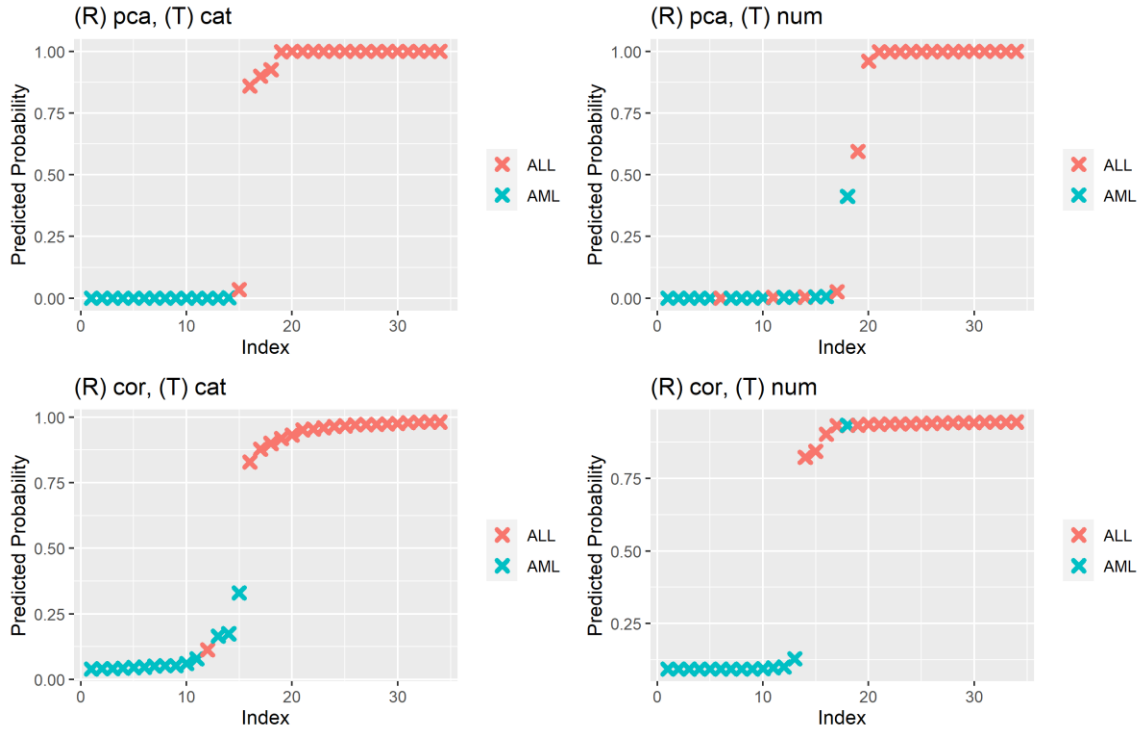 (R) pca, (T) cat
1.00
0.75
0.50
0.25
0.00
Predicted Probability
0
10
20
30
Index
ALL
AML
(R) pca, (T) num
1.00
0.75
0.50
0.25
0.00
Predicted Probability
0
10
20
30
Index
ALL
AML
(R) cor, (T) cat
1.00
0.75
0.50
0.25
0.00
Predicted Probability
0
10
20
30
Index
ALL
AML
(R) cor, (T) num
0.75
0.50
0.25
Predicted Probability
0
10
20
30
Index
ALL
AML